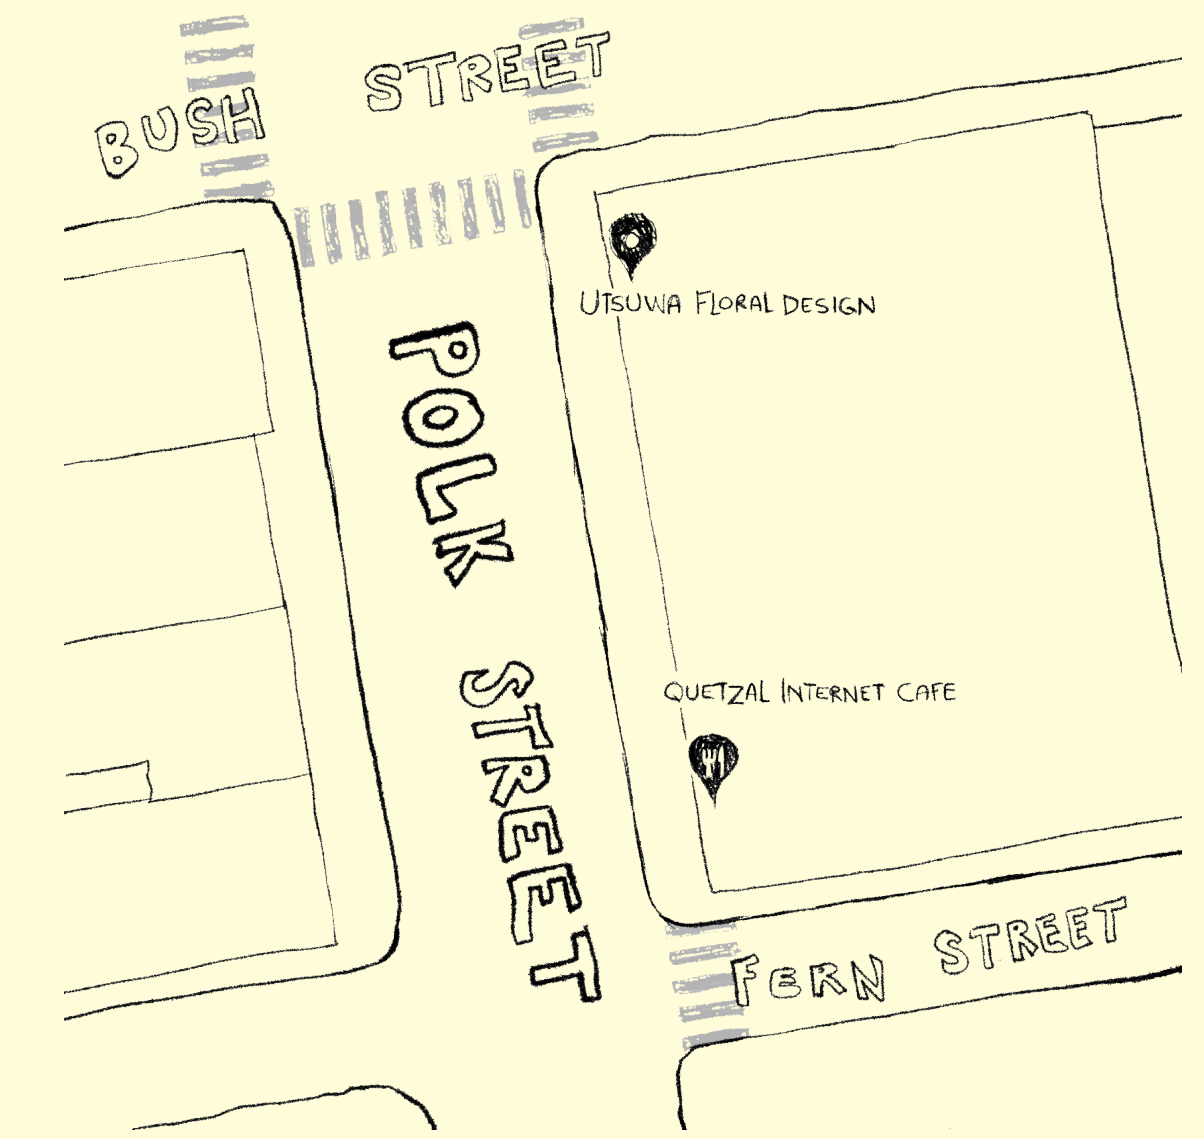 BUSH STREET
UTSUWA FLORAL DESIGN
POLK STREET
QUETZAL INTERNET CAFE
FERN STREET